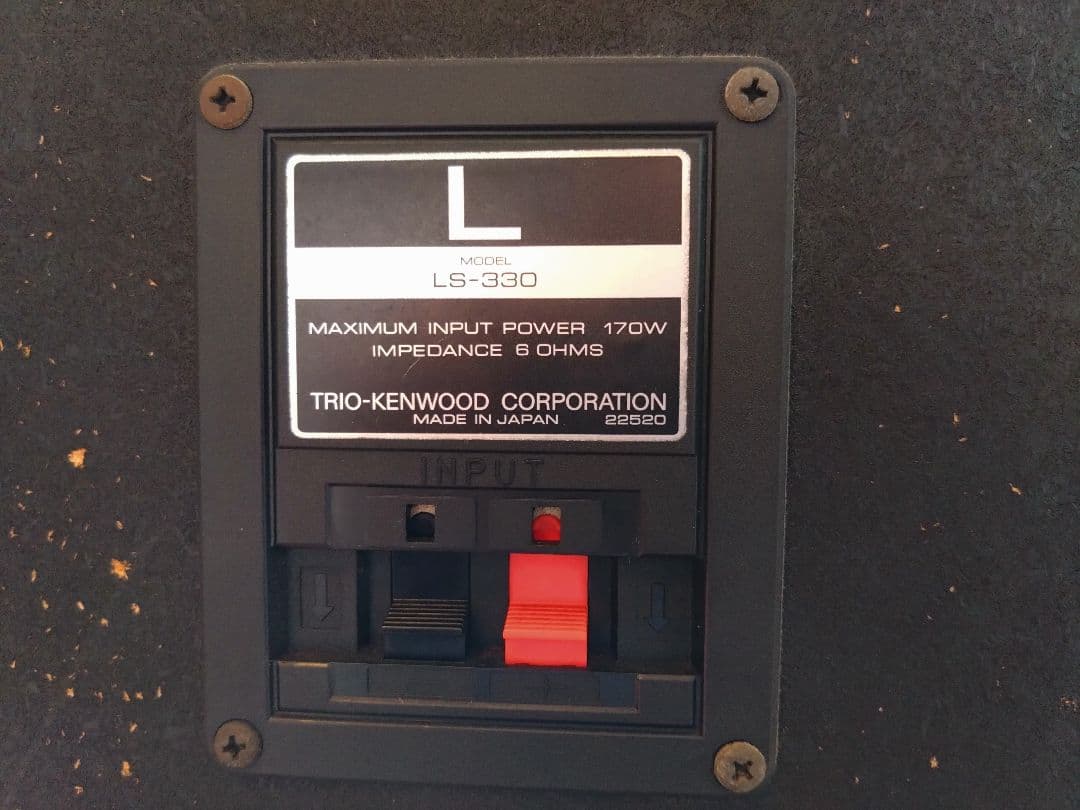 L
MODEL
LS-330
MAXIMUM INPUT POWER 170W
IMPEDANCE 6 OHMS
TRIO-KENWOOD CORPORATION
MADE IN JAPAN 22520
INPUT